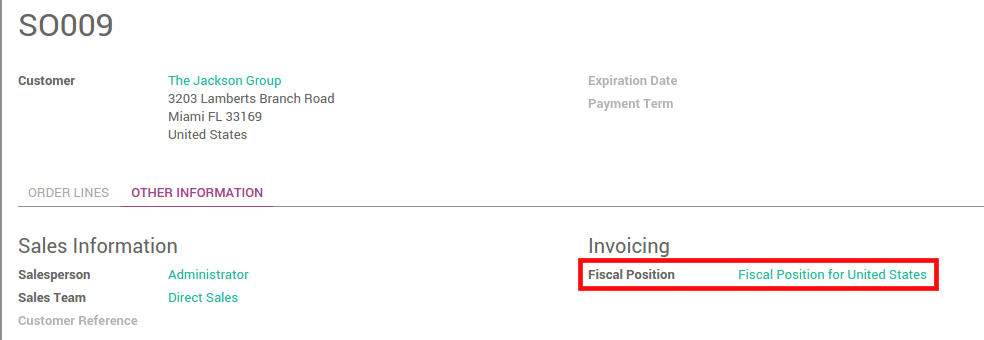 SO009
Customer
The Jackson Group
3203 Lamberts Branch Road
Miami FL 33169
United States
Expiration Date
Payment Term
ORDER LINES
OTHER INFORMATION
Sales Information
Salesperson
Administrator
Sales Team
Direct Sales
Customer Reference
Invoicing
Fiscal Position
Fiscal Position for United States